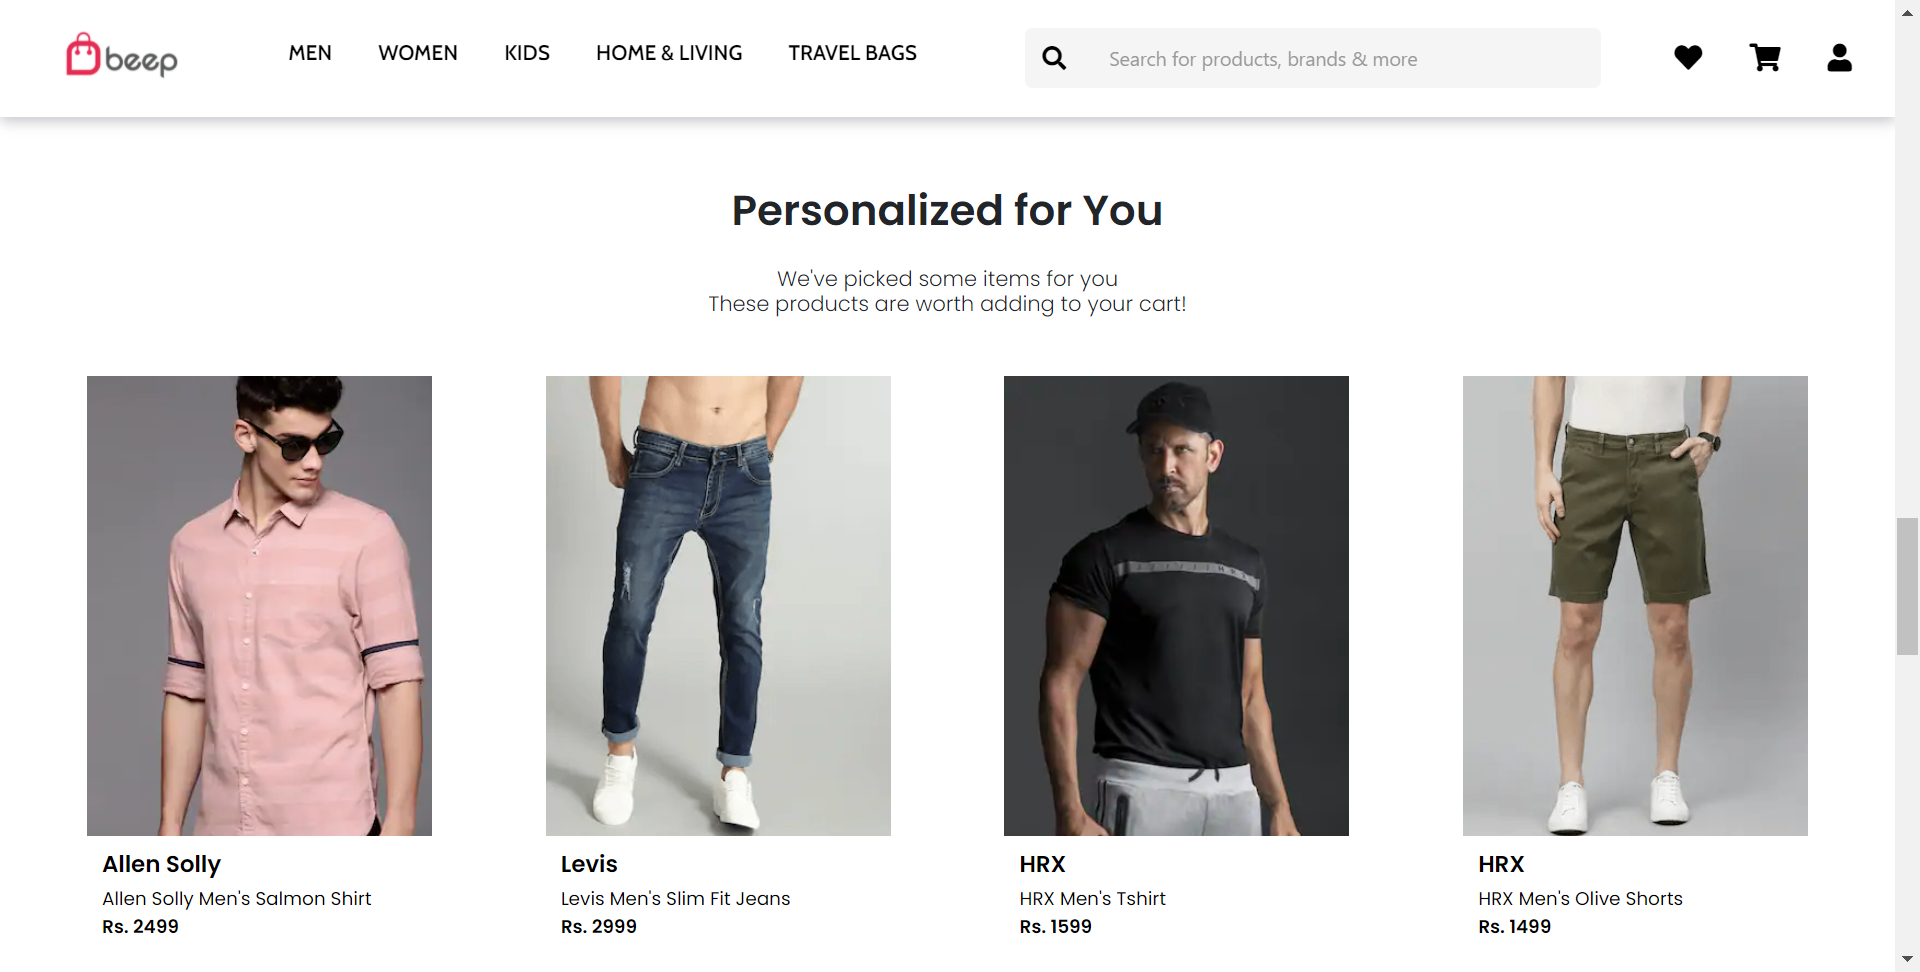 beep
MEN
WOMEN
KIDS
HOME & LIVING
TRAVEL BAGS
Search for products, brands & more
Personalized for You
We've picked some items for you
These products are worth adding to your cart!
Allen Solly
Allen Solly Men's Salmon Shirt
Rs. 2499
Levis
Levis Men's Slim Fit Jeans
Rs. 2999
HRX
HRX Men's Tshirt
Rs. 1599
HRX
HRX Men's Olive Shorts
Rs. 1499